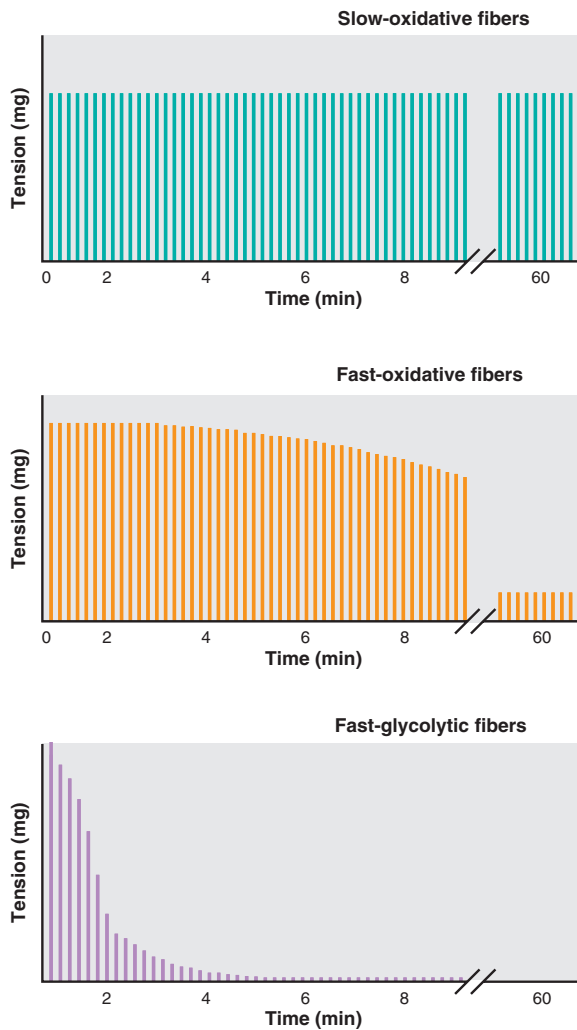 Slow-oxidative fibers
Tension (mg)
0 2 4 6 8 60
Time (min)
Fast-oxidative fibers
Tension (mg)
0 2 4 6 8 60
Time (min)
Fast-glycolytic fibers
Tension (mg)
2 4 6 8 60
Time (min)